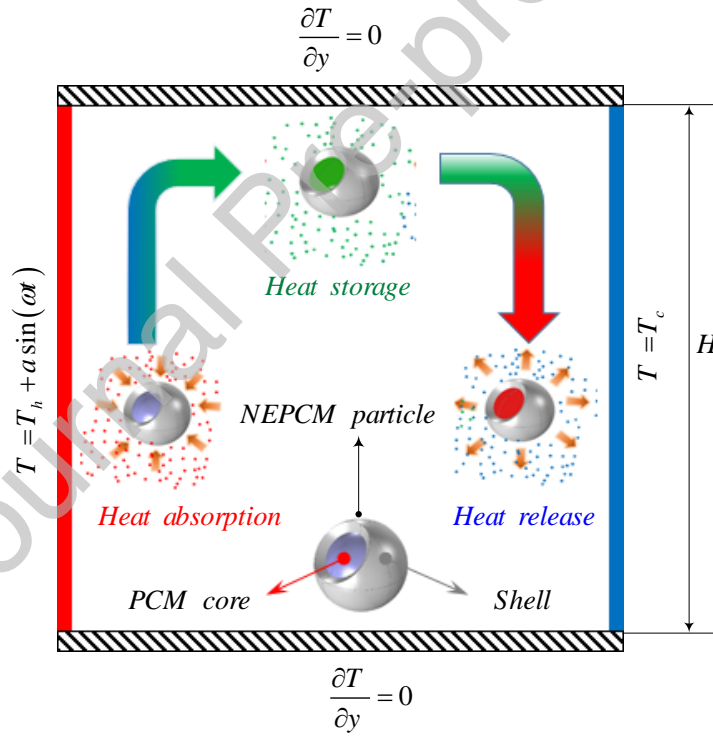 ∂T/∂y = 0
Journal Pre-pro
Heat storage
T = T_h + a sin(ωt)
T = T_c
H
NEPCM particle
Heat absorption
Heat release
PCM core
Shell
∂T/∂y = 0